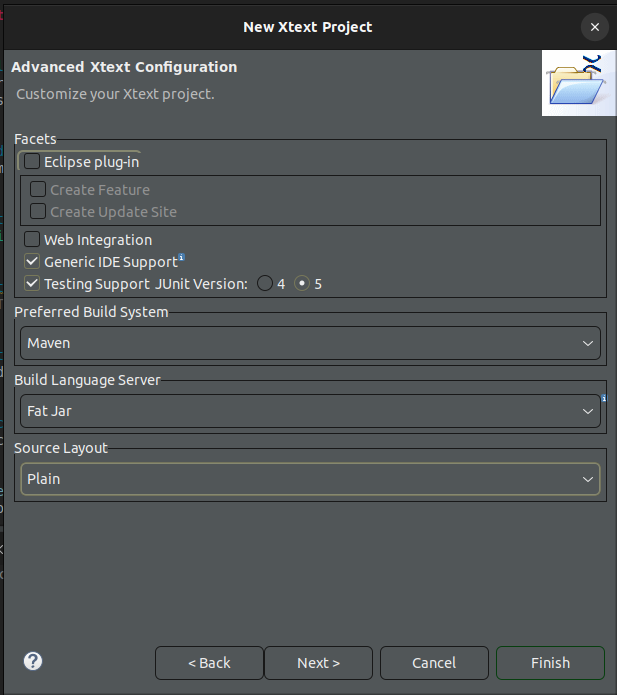 New Xtext Project
Advanced Xtext Configuration
Customize your Xtext project.
Facets
Eclipse plug-in
Create Feature
Create Update Site
Web Integration
Generic IDE Support
Testing Support JUnit Version: 4 5
Preferred Build System
Maven
Build Language Server
Fat Jar
Source Layout
Plain
< Back Next > Cancel Finish